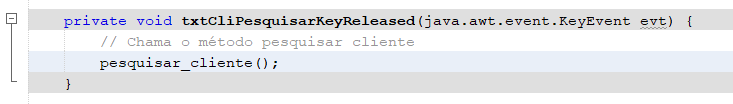 private void txtCliPesquisarKeyReleased(java.awt.event.KeyEvent evt) {
// Chama o método pesquisar cliente
pesquisar_cliente();
}